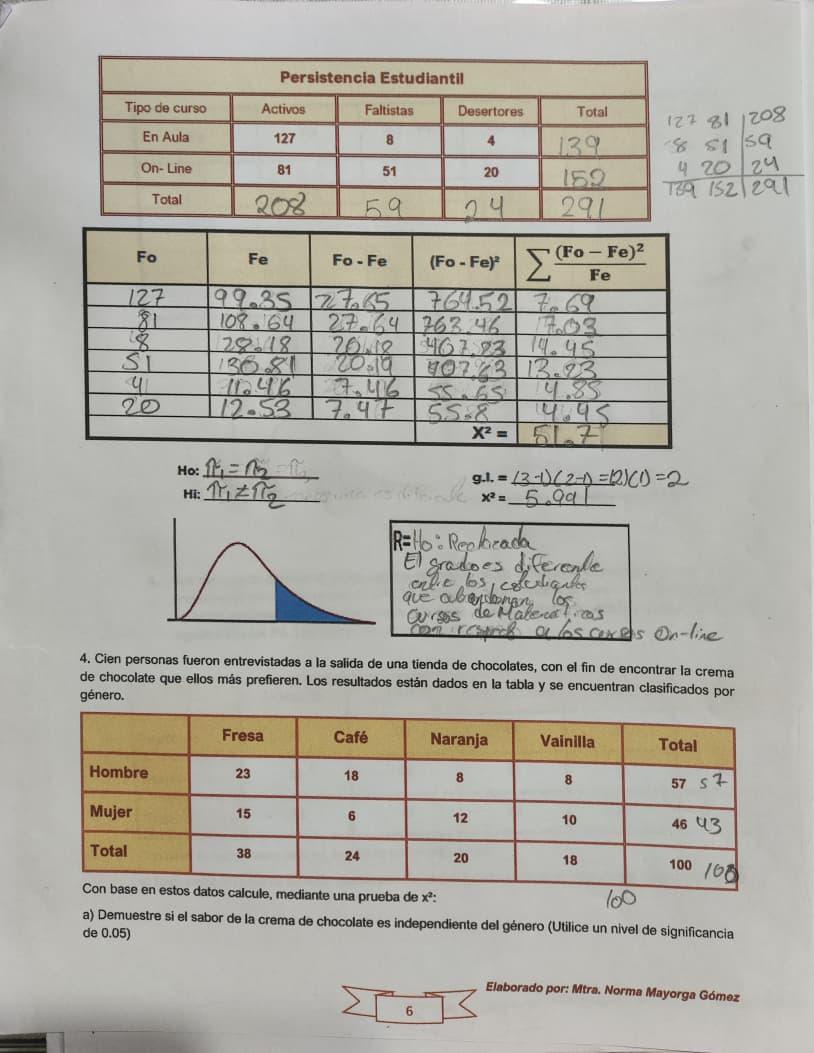 Persistencia Estudiantil
Tipo de curso Activos Faltistas Desertores Total
En Aula 127 8 4 139
On- Line 81 51 20 152
Total 208 59 24 291
127 81 208
8 51 59
4 20 24
139 152 291
Fo Fe Fo - Fe (Fo - Fe)² ∑ (Fo − Fe)² / Fe
127 99.35 27.65 764.52 7.69
81 108.64 27.64 763.46 7.03
8 28.18 20.18 407.23 14.45
51 30.81 20.19 407.63 13.23
4 11.46 7.46 55.65 4.85
20 12.53 7.47 55.8 4.45
X² = 51.7
Ho: π₁ = π₂ = π₃
Hi: π₁ ≠ π₂
g.l. = (3-1)(2-1) = (2)(1) = 2
x² = 5.991
R= Ho: Rechazada
El grado es diferente
entre los estudiantes
que abandonan los
Cursos de Matematicas
con respecto a los cursos On-line
4. Cien personas fueron entrevistadas a la salida de una tienda de chocolates, con el fin de encontrar la crema
de chocolate que ellos más prefieren. Los resultados están dados en la tabla y se encuentran clasificados por
género.
Fresa Café Naranja Vainilla Total
Hombre 23 18 8 8 57 57
Mujer 15 6 12 10 46 43
Total 38 24 20 18 100 100
100
Con base en estos datos calcule, mediante una prueba de x²:
a) Demuestre si el sabor de la crema de chocolate es independiente del género (Utilice un nivel de significancia
de 0.05)
Elaborado por: Mtra. Norma Mayorga Gómez
6